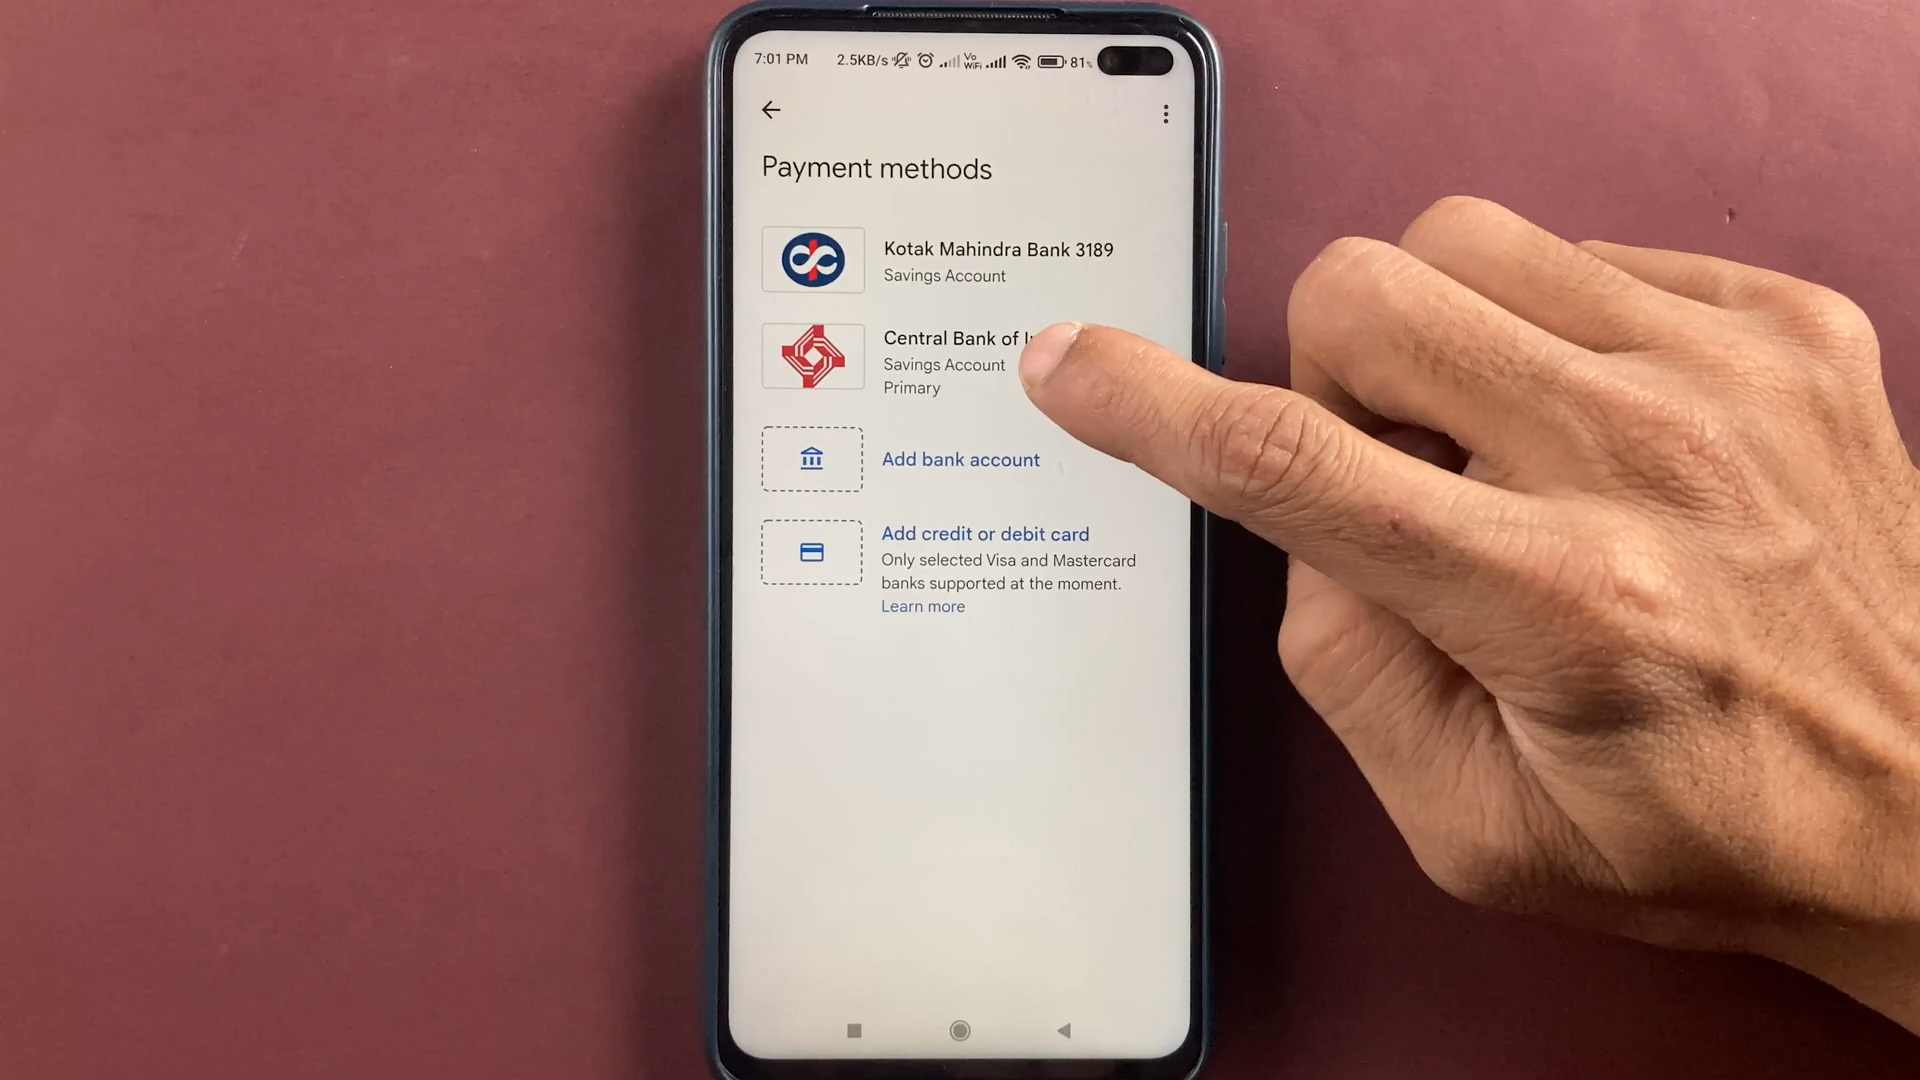 7:01 PM 2.5KB/s Vo WiFi 81%
Payment methods
Kotak Mahindra Bank 3189
Savings Account
Central Bank of
Savings Account
Primary
Add bank account
Add credit or debit card
Only selected Visa and Mastercard
banks supported at the moment.
Learn more